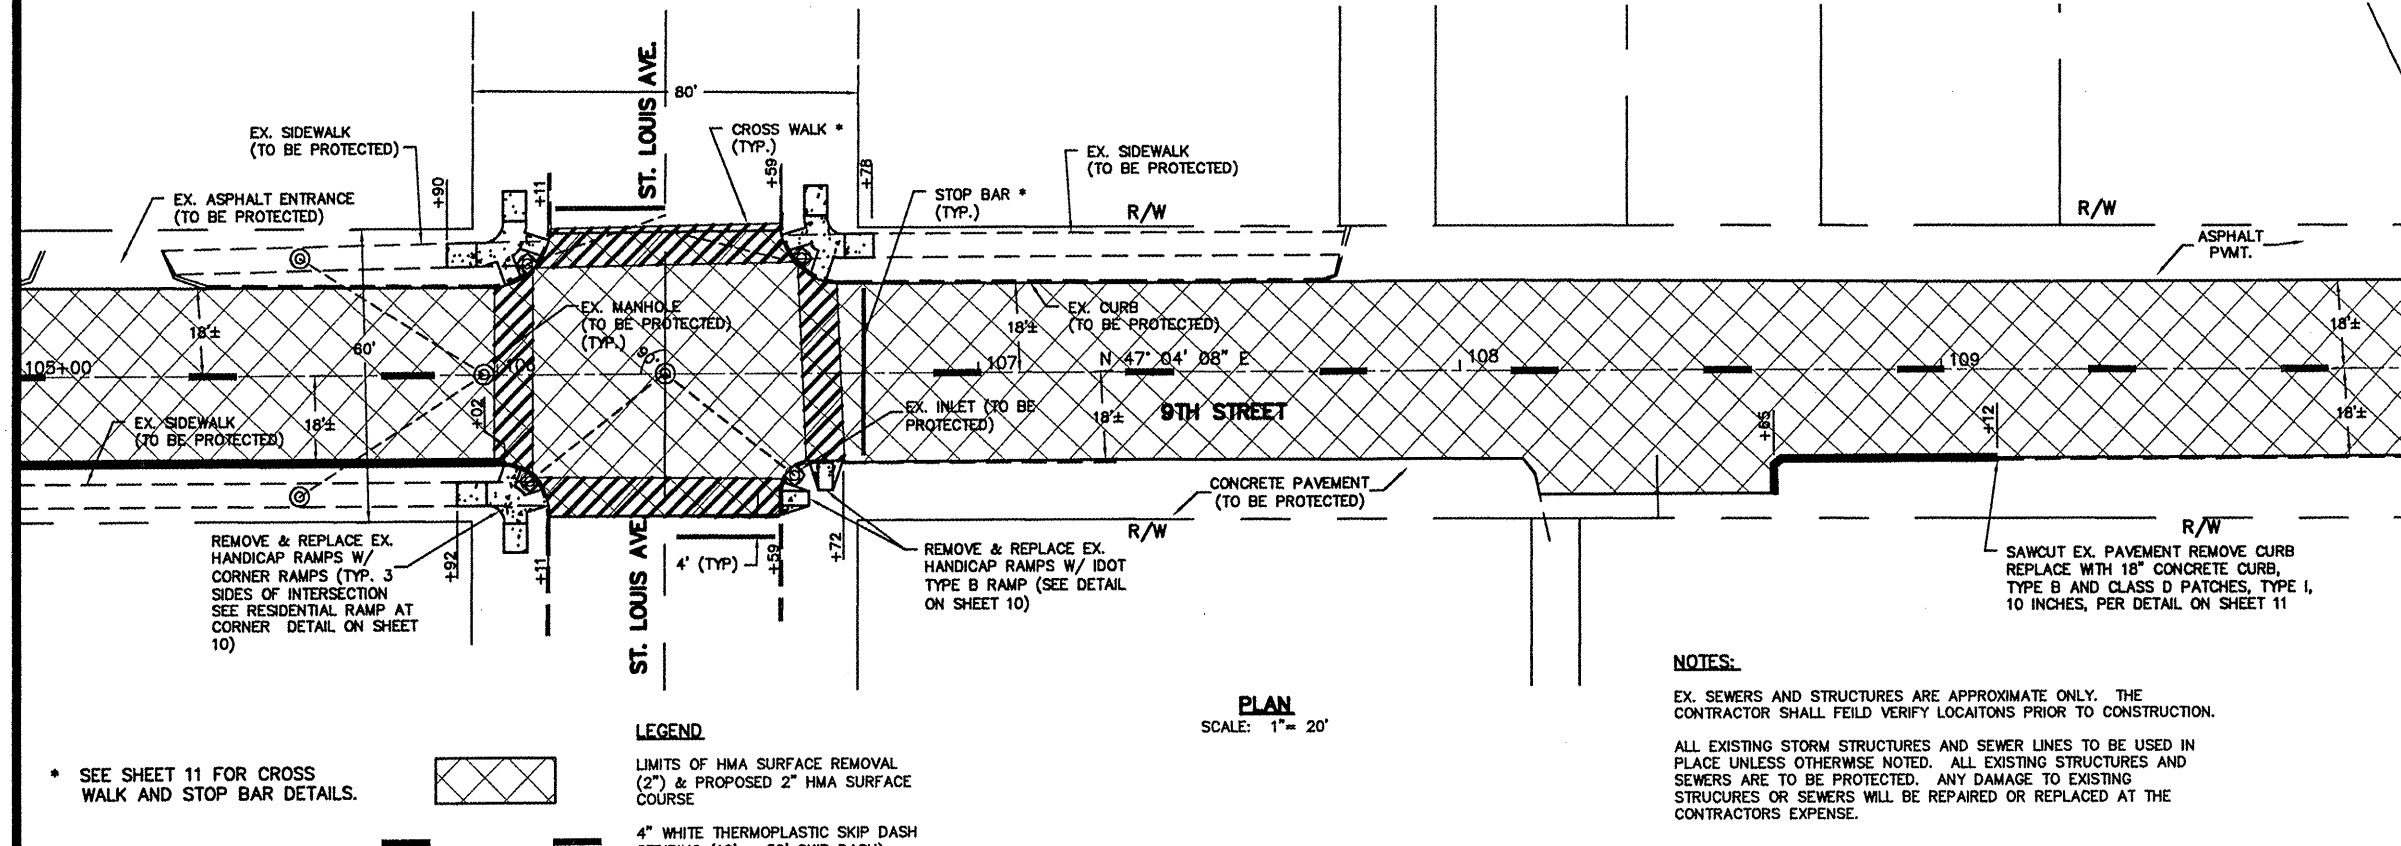 ST. LOUIS AVE.
80'
EX. SIDEWALK
(TO BE PROTECTED)
CROSS WALK *
(TYP.)
EX. SIDEWALK
(TO BE PROTECTED)
EX. ASPHALT ENTRANCE
(TO BE PROTECTED)
+90
+11
+59
+78
STOP BAR *
(TYP.)
R/W
R/W
ASPHALT
PVMT.
EX. MANHOLE
(TO BE PROTECTED)
(TYP.)
EX. CURB
(TO BE PROTECTED)
18'±
18'±
18'±
90°
105+00
106
107
N 47° 04' 08" E
108
109
+02
18'±
EX. SIDEWALK
(TO BE PROTECTED)
EX. INLET (TO BE
PROTECTED)
18'±
9TH STREET
+65
+12
18'±
CONCRETE PAVEMENT
(TO BE PROTECTED)
R/W
R/W
REMOVE & REPLACE EX.
HANDICAP RAMPS W/
CORNER RAMPS (TYP. 3
SIDES OF INTERSECTION
SEE RESIDENTIAL RAMP AT
CORNER DETAIL ON SHEET
10)
+92
+11
ST. LOUIS AVE.
4' (TYP)
+59
+72
REMOVE & REPLACE EX.
HANDICAP RAMPS W/ IDOT
TYPE B RAMP (SEE DETAIL
ON SHEET 10)
SAWCUT EX. PAVEMENT REMOVE CURB
REPLACE WITH 18" CONCRETE CURB,
TYPE B AND CLASS D PATCHES, TYPE I,
10 INCHES, PER DETAIL ON SHEET 11
PLAN
SCALE: 1"= 20'
NOTES:
EX. SEWERS AND STRUCTURES ARE APPROXIMATE ONLY. THE
CONTRACTOR SHALL FEILD VERIFY LOCAITONS PRIOR TO CONSTRUCTION.
ALL EXISTING STORM STRUCTURES AND SEWER LINES TO BE USED IN
PLACE UNLESS OTHERWISE NOTED. ALL EXISTING STRUCTURES AND
SEWERS ARE TO BE PROTECTED. ANY DAMAGE TO EXISTING
STRUCURES OR SEWERS WILL BE REPAIRED OR REPLACED AT THE
CONTRACTORS EXPENSE.
* SEE SHEET 11 FOR CROSS
WALK AND STOP BAR DETAILS.
LEGEND
LIMITS OF HMA SURFACE REMOVAL
(2") & PROPOSED 2" HMA SURFACE
COURSE
4" WHITE THERMOPLASTIC SKIP DASH